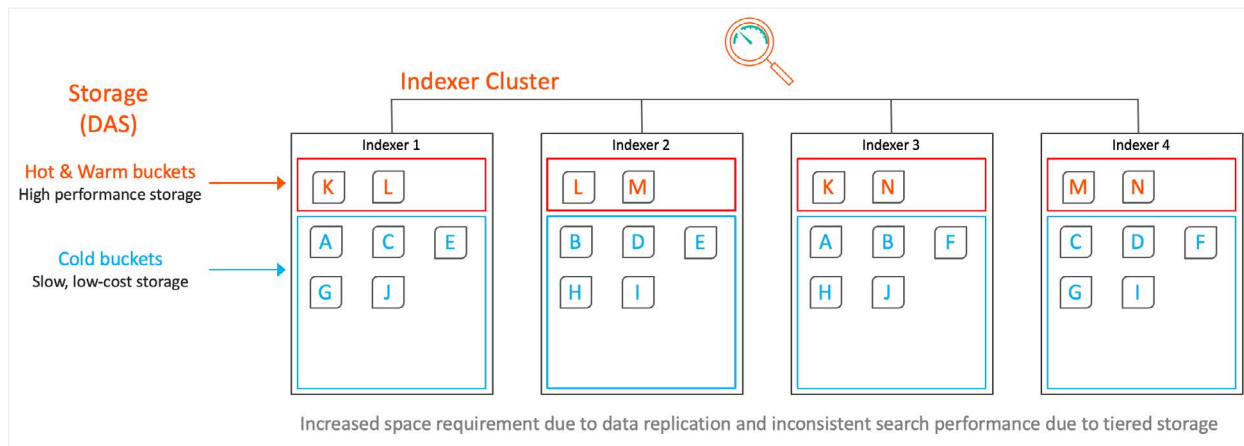 Indexer Cluster
Storage
(DAS)
Hot & Warm buckets
High performance storage
Cold buckets
Slow, low-cost storage
Indexer 1
K L
A C E
G J
Indexer 2
L M
B D E
H I
Indexer 3
K N
A B F
H J
Indexer 4
M N
C D F
G I
Increased space requirement due to data replication and inconsistent search performance due to tiered storage